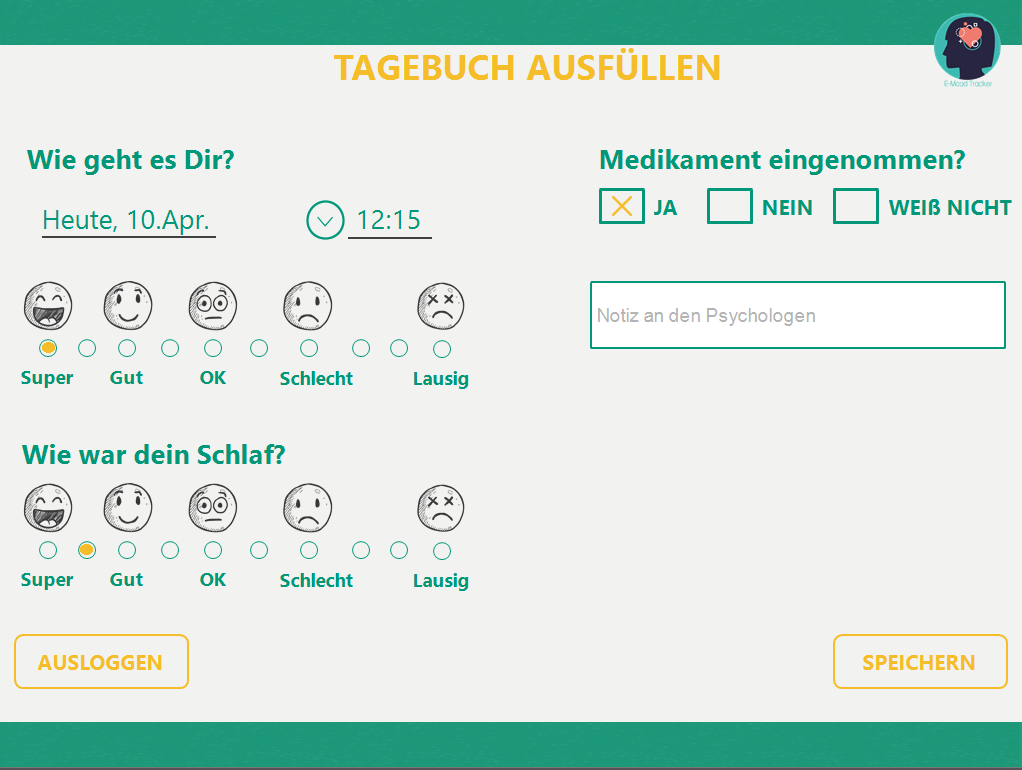 E-Mood Tracker
TAGEBUCH AUSFÜLLEN
Wie geht es Dir?
Heute, 10.Apr. 12:15
Super Gut OK Schlecht Lausig
Wie war dein Schlaf?
Super Gut OK Schlecht Lausig
Medikament eingenommen?
JA NEIN WEIß NICHT
Notiz an den Psychologen
AUSLOGGEN
SPEICHERN